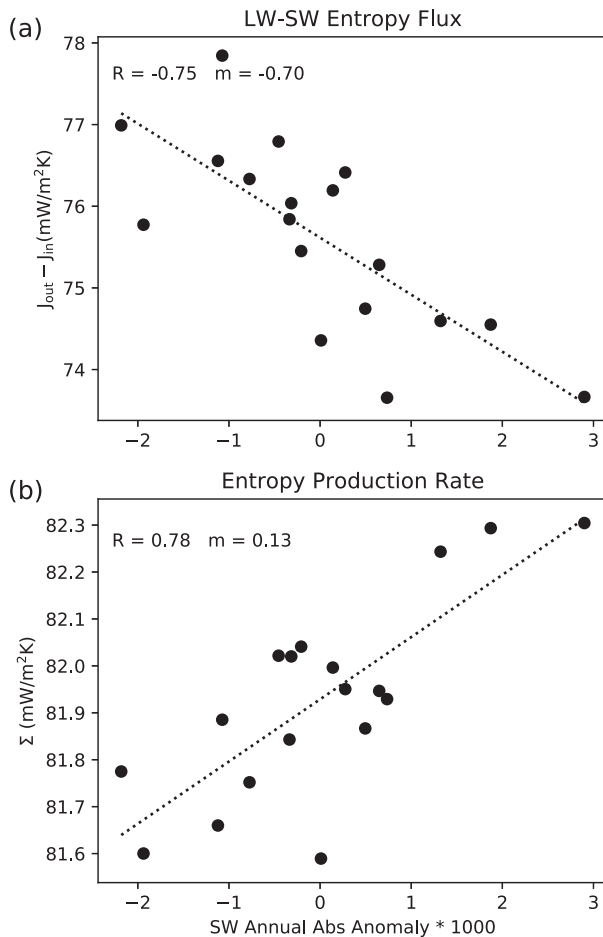 (a)
LW-SW Entropy Flux
R = -0.75 m = -0.70
78
77
76
75
74
J_out − J_in(mW/m²K)
−2 −1 0 1 2 3
(b)
Entropy Production Rate
R = 0.78 m = 0.13
82.3
82.2
82.1
82.0
81.9
81.8
81.7
81.6
Σ (mW/m²K)
−2 −1 0 1 2 3
SW Annual Abs Anomaly * 1000